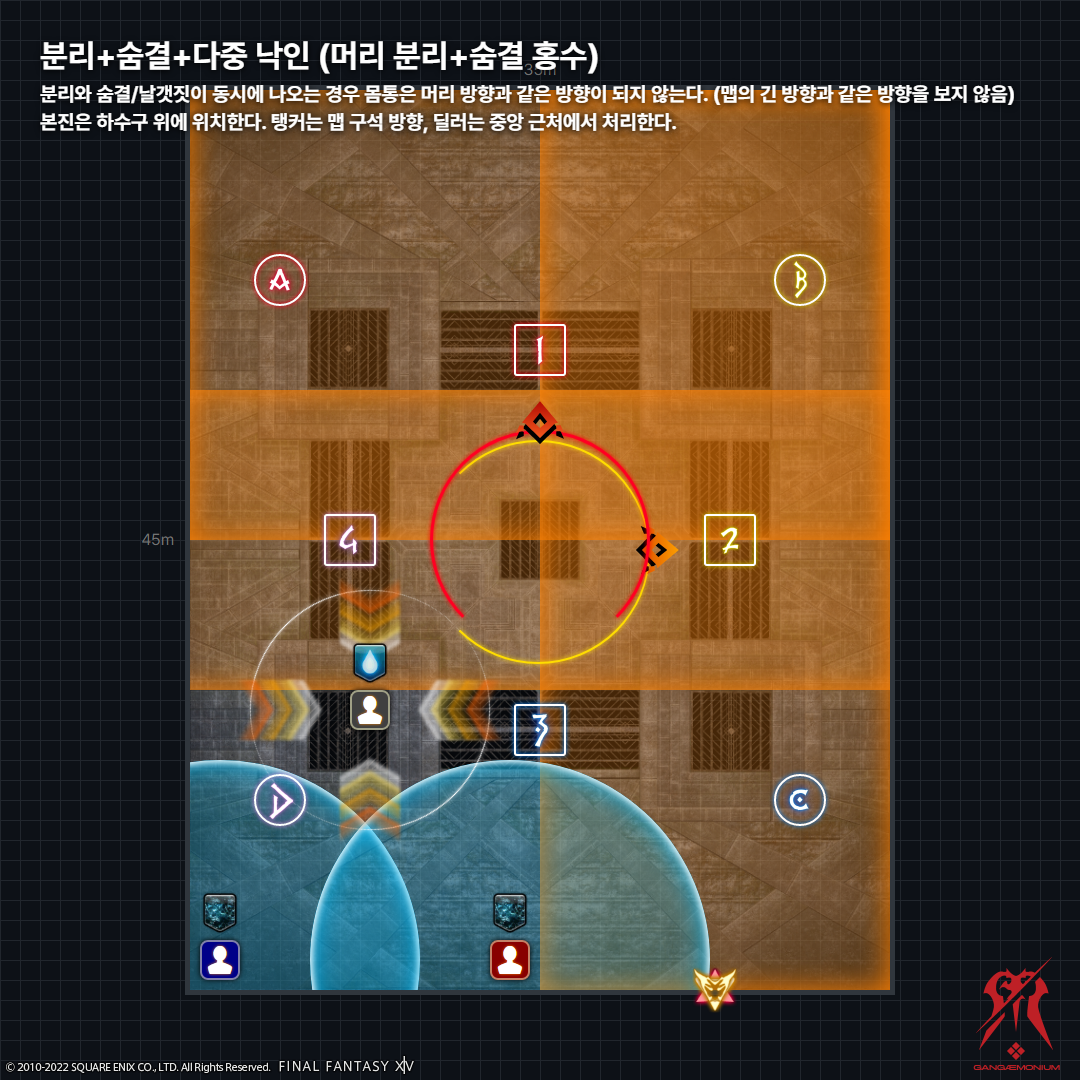 분리+숨결+다중 낙인 (머리 분리+숨결 홍수)
35m
분리와 숨결/날갯짓이 동시에 나오는 경우 몸통은 머리 방향과 같은 방향이 되지 않는다. (맵의 긴 방향과 같은 방향을 보지 않음)
본진은 하수구 위에 위치한다. 탱커는 맵 구석 방향, 딜러는 중앙 근처에서 처리한다.
A
B
1
4
2
45m
3
D
C
GANGÆMONIUM
© 2010-2022 SQUARE ENIX CO., LTD. All Rights Reserved. FINAL FANTASY XIV